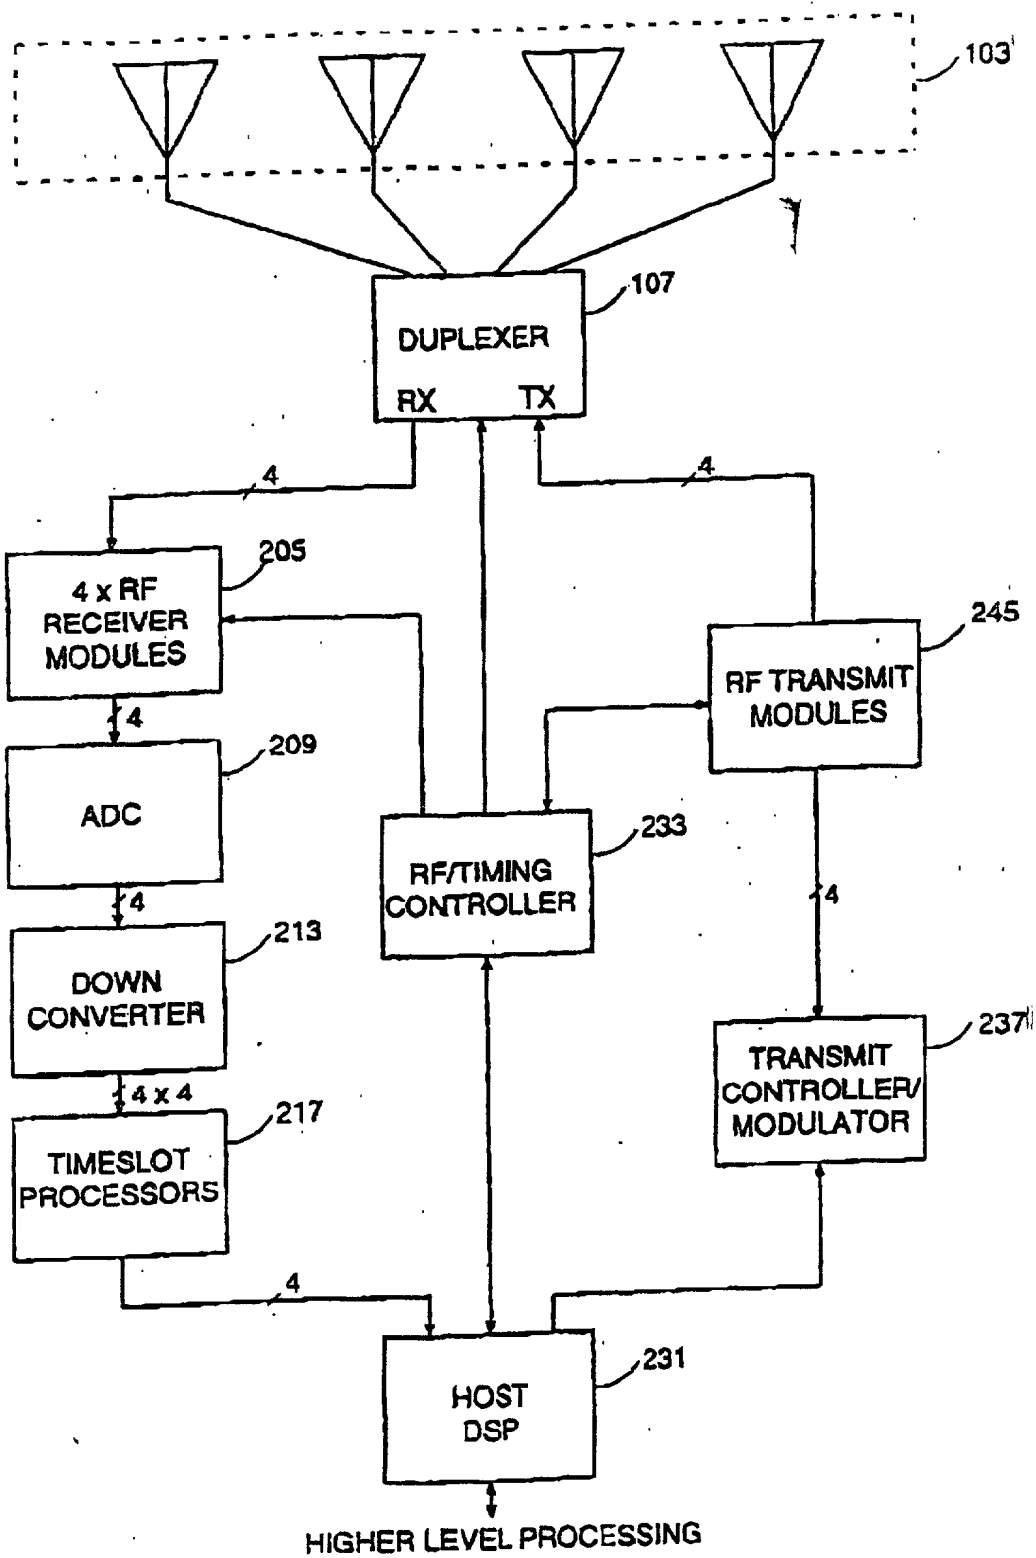 103
107
DUPLEXER
RX TX
4
4
205
4 x RF
RECEIVER
MODULES
245
RF TRANSMIT
MODULES
4
209
ADC
233
RF/TIMING
CONTROLLER
4
4
213
DOWN
CONVERTER
237
TRANSMIT
CONTROLLER/
MODULATOR
4 x 4
217
TIMESLOT
PROCESSORS
4
231
HOST
DSP
HIGHER LEVEL PROCESSING